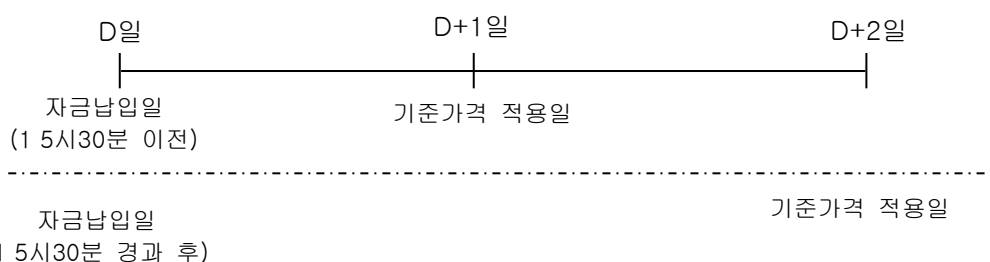 D일 D+1일 D+2일
자금납입일 기준가격 적용일
(1 5시30분 이전)
자금납입일 기준가격 적용일
5시30분 경과 후)